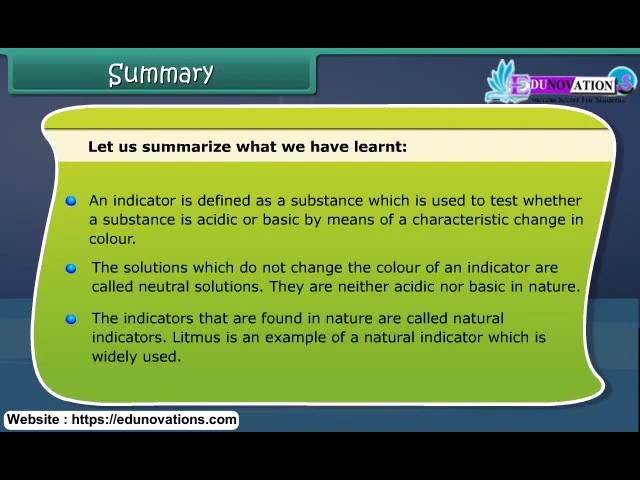 Summary
EDUNOVATIONS
Let us summarize what we have learnt:
An indicator is defined as a substance which is used to test whether
a substance is acidic or basic by means of a characteristic change in
colour.
The solutions which do not change the colour of an indicator are
called neutral solutions. They are neither acidic nor basic in nature.
The indicators that are found in nature are called natural
indicators. Litmus is an example of a natural indicator which is
widely used.
Website : https://edunovations.com